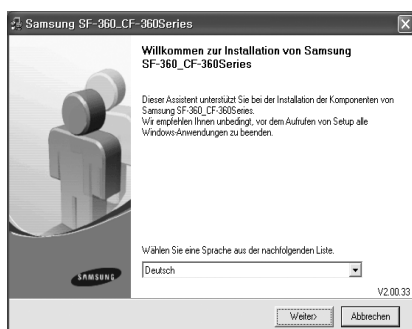 Samsung SF-360_CF-360Series
Willkommen zur Installation von Samsung
SF-360_CF-360Series
Dieser Assistent unterstützt Sie bei der Installation der Komponenten von
Samsung SF-360_CF-360Series.
Wir empfehlen Ihnen unbedingt, vor dem Aufrufen von Setup alle
Windows-Anwendungen zu beenden.
Wählen Sie eine Sprache aus der nachfolgenden Liste.
SAMSUNG
Deutsch
V2.00.33
Weiter>
Abbrechen